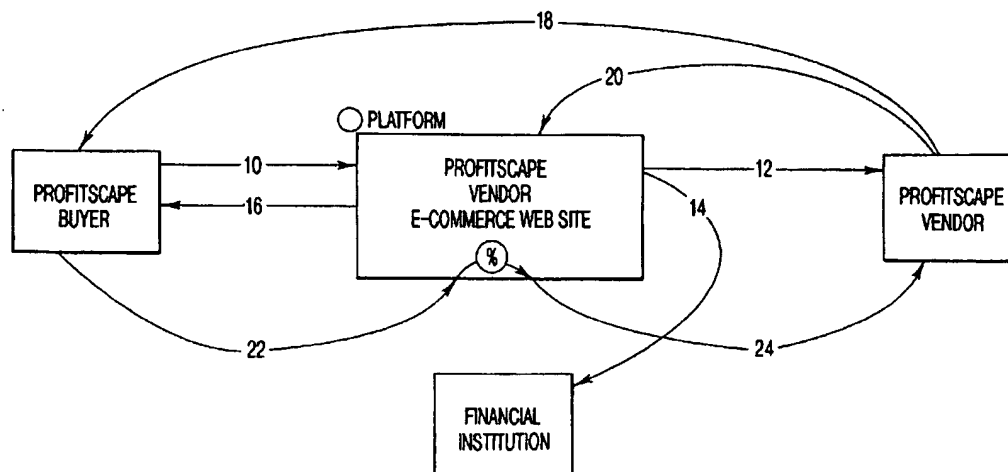 18
20
PLATFORM
PROFITSCAPE
BUYER
10
16
PROFITSCAPE
VENDOR
E-COMMERCE WEB SITE
%
12
14
PROFITSCAPE
VENDOR
22
24
FINANCIAL
INSTITUTION